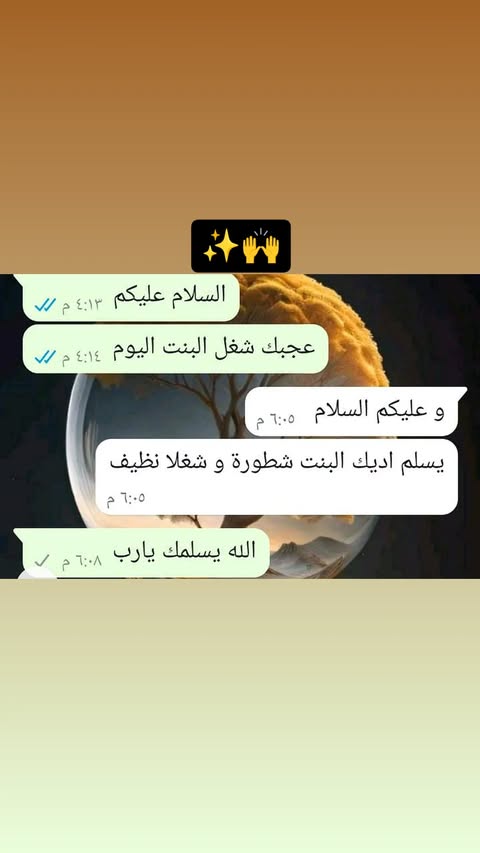 🙌✨
السلام عليكم ٤:١٣ م
عجبك شغل البنت اليوم ٤:١٤ م
و عليكم السلام ٦:٠٥ م
يسلم اديك البنت شطورة و شغلا نظيف
٦:٠٥ م
الله يسلمك يارب ٦:٠٨ م